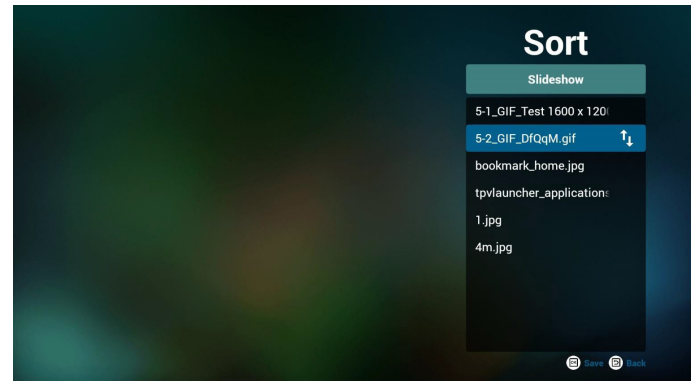 Sort
Slideshow
5-1_GIF_Test 1600 x 120
5-2_GIF_DfQqM.gif
bookmark_home.jpg
tpvlauncher_applications
1.jpg
4m.jpg
Save Back